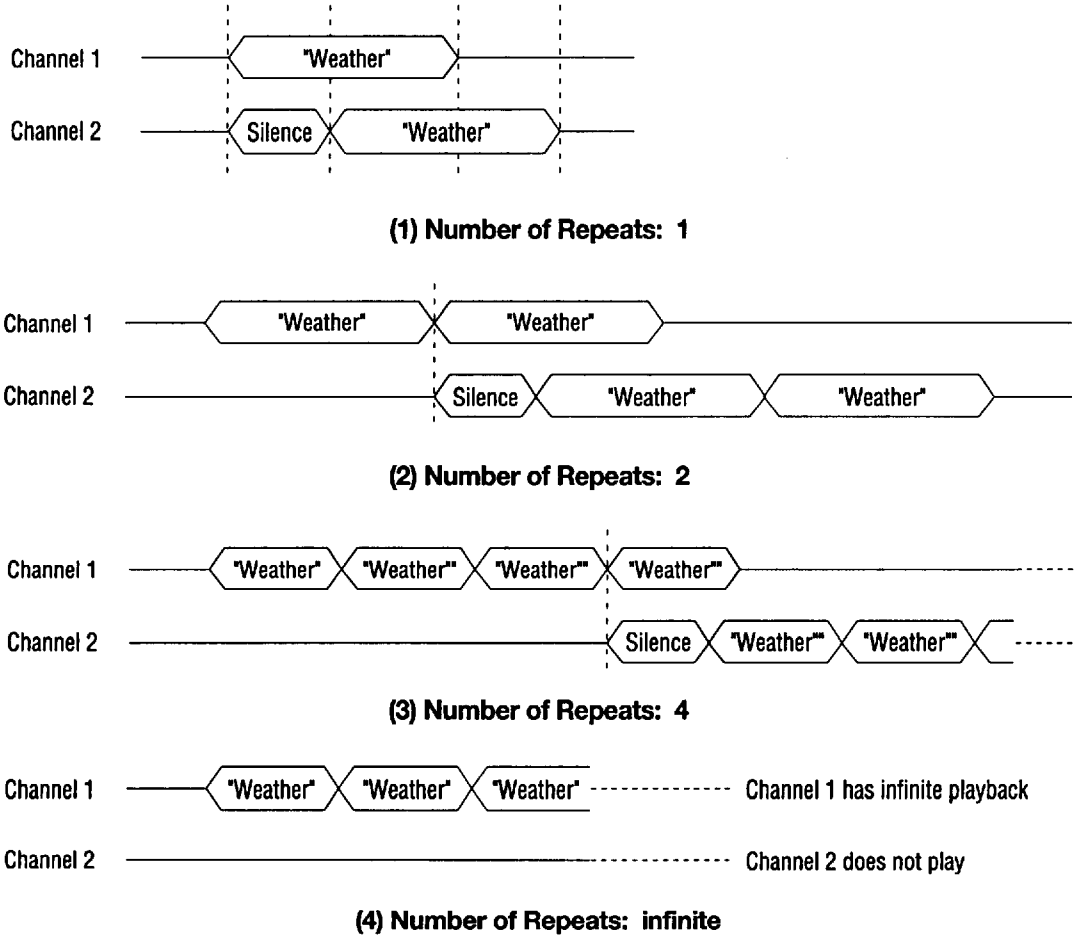 Channel 1 "Weather"
Channel 2 Silence "Weather"
(1) Number of Repeats: 1
Channel 1 "Weather" "Weather"
Channel 2 Silence "Weather" "Weather"
(2) Number of Repeats: 2
Channel 1 "Weather" "Weather"" "Weather"" "Weather""
Channel 2 Silence "Weather"" "Weather""
(3) Number of Repeats: 4
Channel 1 "Weather" "Weather" "Weather" Channel 1 has infinite playback
Channel 2 Channel 2 does not play
(4) Number of Repeats: infinite